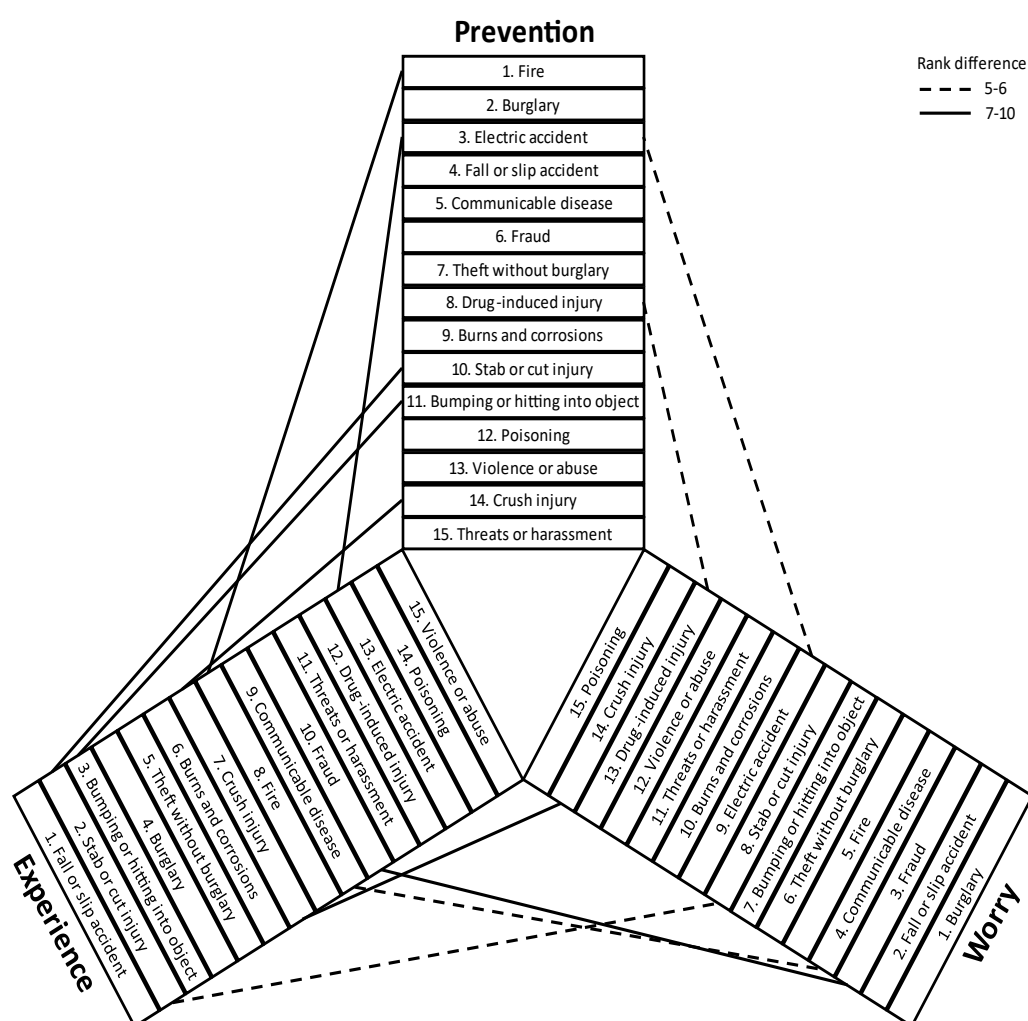 Prevention
1. Fire
2. Burglary
3. Electric accident
4. Fall or slip accident
5. Communicable disease
6. Fraud
7. Theft without burglary
8. Drug-induced injury
9. Burns and corrosions
10. Stab or cut injury
11. Bumping or hitting into object
12. Poisoning
13. Violence or abuse
14. Crush injury
15. Threats or harassment
Rank difference
5-6
7-10
Experience
1. Fall or slip accident
2. Stab or cut injury
3. Bumping or hitting into object
4. Burglary
5. Theft without burglary
6. Burns and corrosions
7. Crush injury
8. Fire
9. Communicable disease
10. Fraud
11. Threats or harassment
12. Drug-induced injury
13. Electric accident
14. Poisoning
15. Violence or abuse
Worry
1. Burglary
2. Fall or slip accident
3. Fraud
4. Communicable disease
5. Fire
6. Theft without burglary
7. Bumping or hitting into object
8. Stab or cut injury
9. Electric accident
10. Burns and corrosions
11. Threats or harassment
12. Violence or abuse
13. Drug-induced injury
14. Crush injury
15. Poisoning